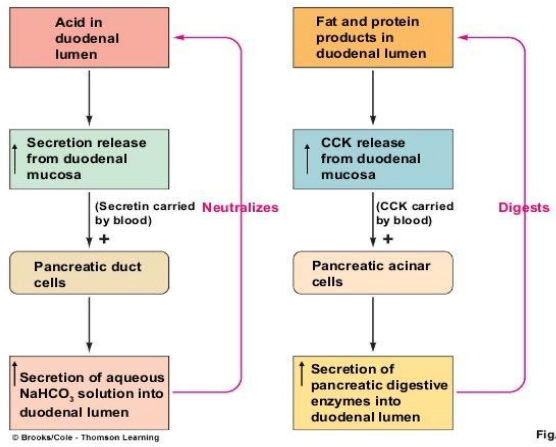 Acid in
duodenal
lumen
↑ Secretion release
from duodenal
mucosa
(Secretin carried
by blood)
+
Neutralizes
Pancreatic duct
cells
↑ Secretion of aqueous
NaHCO₃ solution into
duodenal lumen
Fat and protein
products in
duodenal lumen
↑ CCK release
from duodenal
mucosa
(CCK carried
by blood)
+
Digests
Pancreatic acinar
cells
↑ Secretion of
pancreatic digestive
enzymes into
duodenal lumen
© Brooks/Cole - Thomson Learning
Fig.